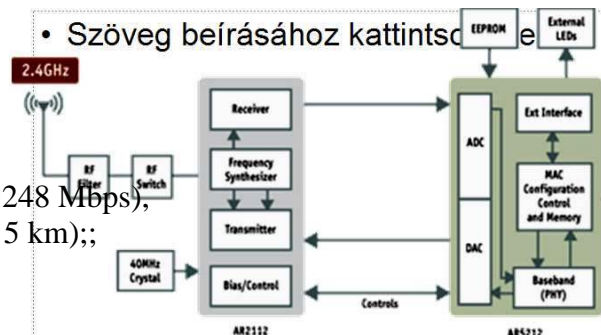 • Szöveg beírásához kattintso
2.4GHz
EEPROM
External
LEDs
Receiver
Ext Interface
ADC
RF
Filter
RF
Switch
Frequency
Synthesizer
MAC
Configuration
Control
and Memory
248 Mbps),
5 km);;
Transmitter
DAC
40MHz
Crystal
Bias/Control
Controls
Baseband
(PHY)
AR2112
AR5212